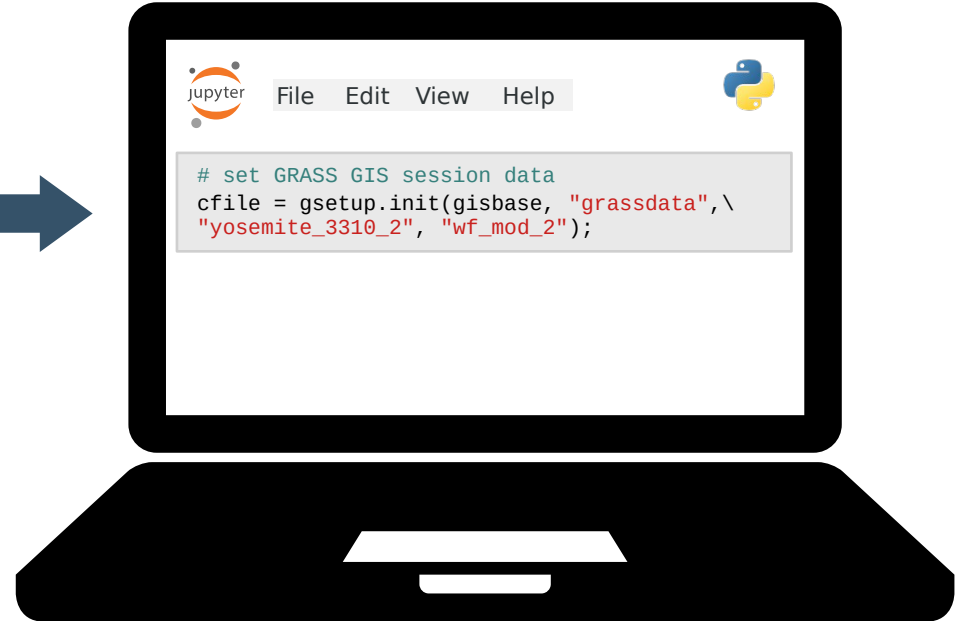 jupyter
File Edit View Help
# set GRASS GIS session data
cfile = gsetup.init(gisbase, "grassdata",\
"yosemite_3310_2", "wf_mod_2");